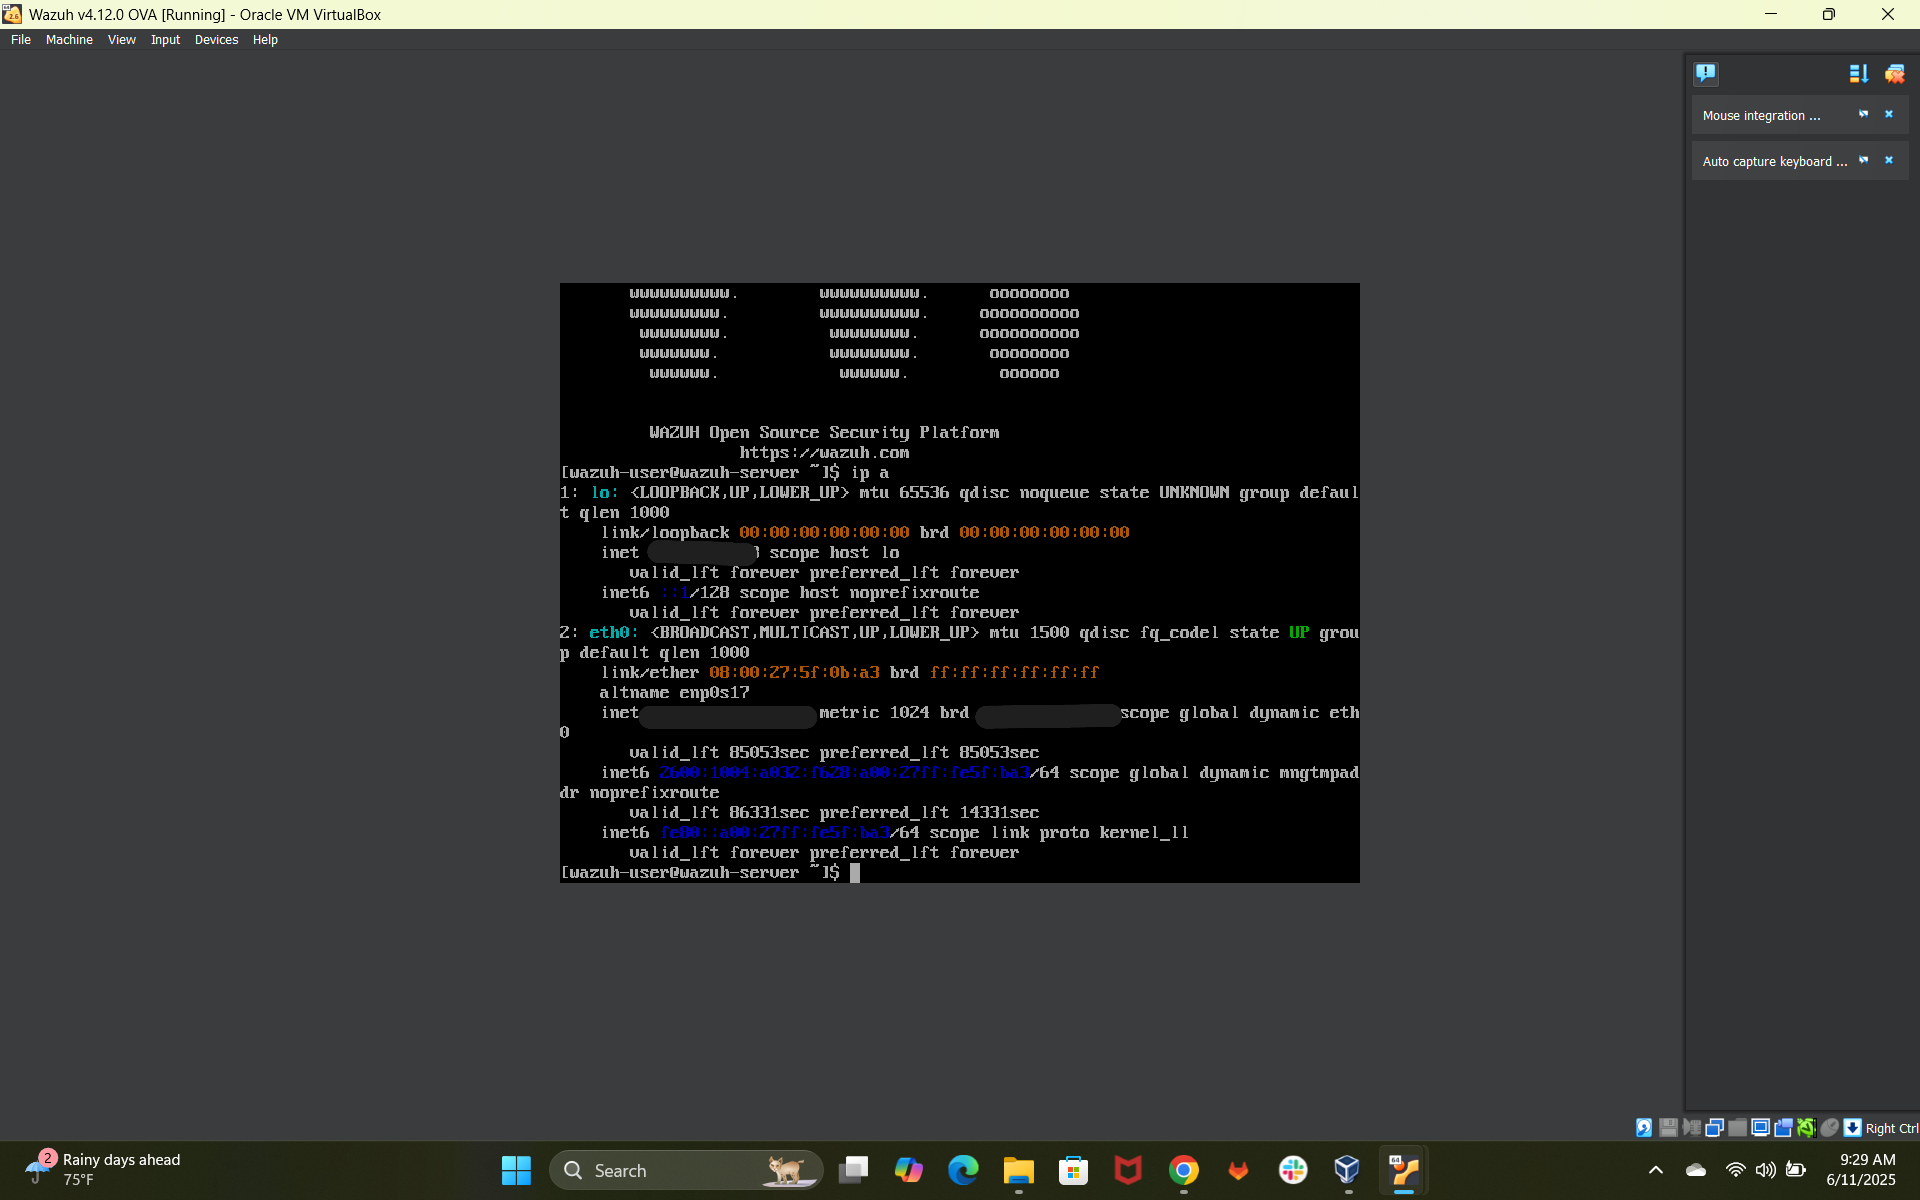 Wazuh v4.12.0 OVA [Running] - Oracle VM VirtualBox
File Machine View Input Devices Help
Mouse integration ...
Auto capture keyboard ...
wwwwwwwwww. wwwwwwwwww. oooooooo
wwwwwwwww. wwwwwwwwww. oooooooooo
wwwwwwww. wwwwwwww. oooooooooo
wwwwwww. wwwwwwww. oooooooo
wwwwww. wwwwww. oooooo
WAZUH Open Source Security Platform
https://wazuh.com
[wazuh-user@wazuh-server ~]$ ip a
1: lo: <LOOPBACK,UP,LOWER_UP> mtu 65536 qdisc noqueue state UNKNOWN group defaul
t qlen 1000
link/loopback 00:00:00:00:00:00 brd 00:00:00:00:00:00
inet scope host lo
valid_lft forever preferred_lft forever
inet6 ::1/128 scope host noprefixroute
valid_lft forever preferred_lft forever
2: eth0: <BROADCAST,MULTICAST,UP,LOWER_UP> mtu 1500 qdisc fq_codel state UP grou
p default qlen 1000
link/ether 08:00:27:5f:0b:a3 brd ff:ff:ff:ff:ff:ff
altname enp0s17
inet metric 1024 brd scope global dynamic eth
0
valid_lft 85053sec preferred_lft 85053sec
inet6 2600:1004:a032:f628:a00:27ff:fe5f:ba3/64 scope global dynamic mngtmpad
dr noprefixroute
valid_lft 86331sec preferred_lft 14331sec
inet6 fe80::a00:27ff:fe5f:ba3/64 scope link proto kernel_ll
valid_lft forever preferred_lft forever
[wazuh-user@wazuh-server ~]$
Right Ctrl
2
Rainy days ahead
75°F
Search
9:29 AM
6/11/2025